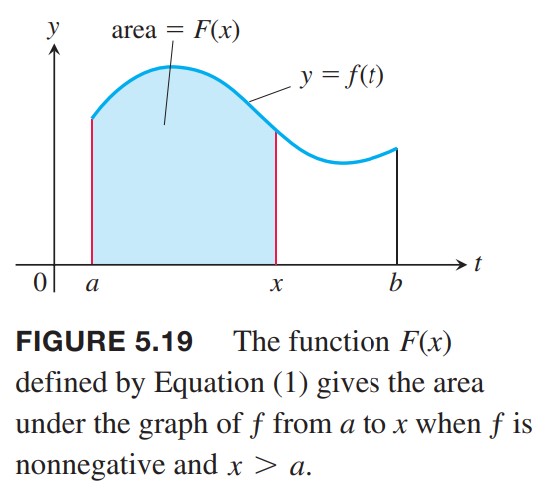 y
area = F(x)
y = f(t)
t
0 a x b
FIGURE 5.19 The function F(x)
defined by Equation (1) gives the area
under the graph of f from a to x when f is
nonnegative and x > a.